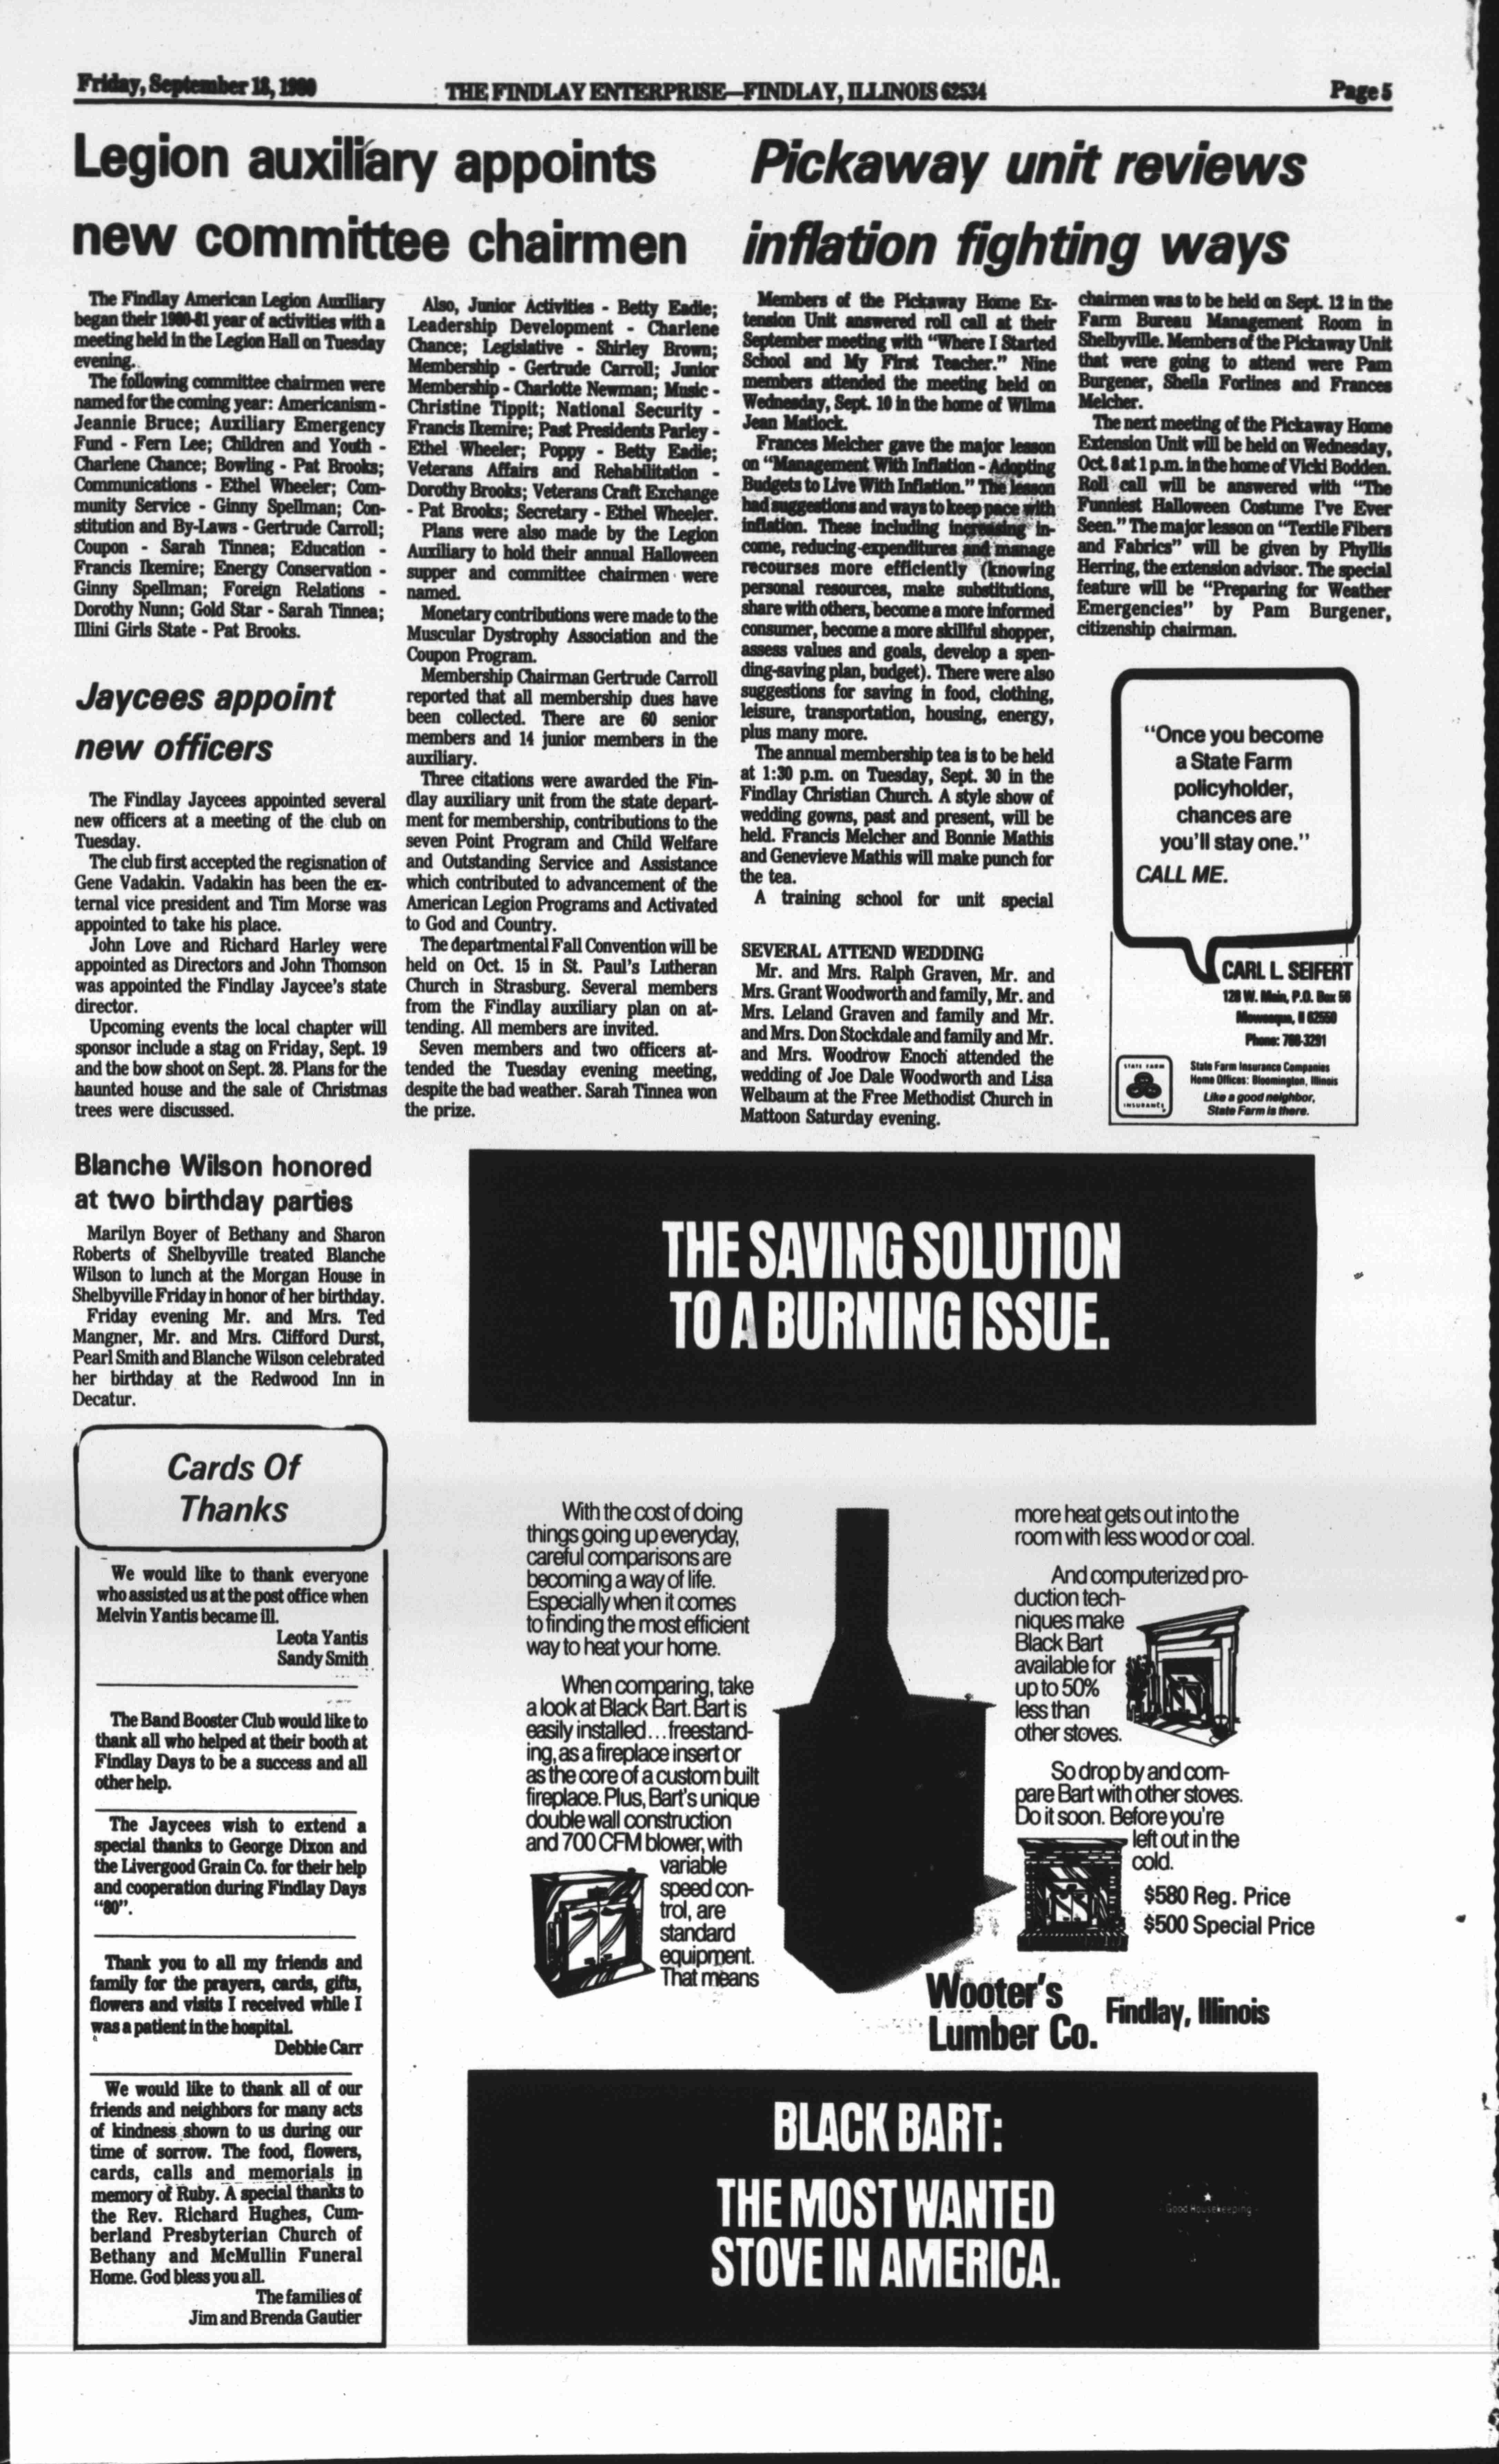 Friday, September 18, 1980
THE FINDLAY ENTERPRISE—FINDLAY, ILLINOIS 62534
Page 5
Legion auxiliary appoints
new committee chairmen
The Findlay American Legion Auxiliary
began their 1980-81 year of activities with a
meeting held in the Legion Hall on Tuesday
evening.
The following committee chairmen were
named for the coming year: Americanism -
Jeannie Bruce; Auxiliary Emergency
Fund - Fern Lee; Children and Youth -
Charlene Chance; Bowling - Pat Brooks;
Communications - Ethel Wheeler; Com-
munity Service - Ginny Spellman; Con-
stitution and By-Laws - Gertrude Carroll;
Coupon - Sarah Tinnea; Education -
Francis Ikemire; Energy Conservation -
Ginny Spellman; Foreign Relations -
Dorothy Nunn; Gold Star - Sarah Tinnea;
Illini Girls State - Pat Brooks.
Also, Junior Activities - Betty Eadie;
Leadership Development - Charlene
Chance; Legislative - Shirley Brown;
Membership - Gertrude Carroll; Junior
Membership - Charlotte Newman; Music -
Christine Tippit; National Security -
Francis Ikemire; Past Presidents Parley -
Ethel Wheeler; Poppy - Betty Eadie;
Veterans Affairs and Rehabilitation -
Dorothy Brooks; Veterans Craft Exchange
- Pat Brooks; Secretary - Ethel Wheeler.
Plans were also made by the Legion
Auxiliary to hold their annual Halloween
supper and committee chairmen were
named.
Monetary contributions were made to the
Muscular Dystrophy Association and the
Coupon Program.
Membership Chairman Gertrude Carroll
reported that all membership dues have
been collected. There are 60 senior
members and 14 junior members in the
auxiliary.
Three citations were awarded the Fin-
dlay auxiliary unit from the state depart-
ment for membership, contributions to the
seven Point Program and Child Welfare
and Outstanding Service and Assistance
which contributed to advancement of the
American Legion Programs and Activated
to God and Country.
The departmental Fall Convention will be
held on Oct. 15 in St. Paul's Lutheran
Church in Strasburg. Several members
from the Findlay auxiliary plan on at-
tending. All members are invited.
Seven members and two officers at-
tended the Tuesday evening meeting,
despite the bad weather. Sarah Tinnea won
the prize.
Jaycees appoint
new officers
The Findlay Jaycees appointed several
new officers at a meeting of the club on
Tuesday.
The club first accepted the regisnation of
Gene Vadakin. Vadakin has been the ex-
ternal vice president and Tim Morse was
appointed to take his place.
John Love and Richard Harley were
appointed as Directors and John Thomson
was appointed the Findlay Jaycee's state
director.
Upcoming events the local chapter will
sponsor include a stag on Friday, Sept. 19
and the bow shoot on Sept. 28. Plans for the
haunted house and the sale of Christmas
trees were discussed.
Pickaway unit reviews
inflation fighting ways
Members of the Pickaway Home Ex-
tension Unit answered roll call at their
September meeting with "Where I Started
School and My First Teacher." Nine
members attended the meeting held on
Wednesday, Sept. 10 in the home of Wilma
Jean Matlock.
Frances Melcher gave the major lesson
on "Management With Inflation - Adopting
Budgets to Live With Inflation." The lesson
had suggestions and ways to keep pace with
inflation. These including increasing in-
come, reducing-expenditures and manage
recourses more efficiently (knowing
personal resources, make substitutions,
share with others, become a more informed
consumer, become a more skillful shopper,
assess values and goals, develop a spen-
ding-saving plan, budget). There were also
suggestions for saving in food, clothing,
leisure, transportation, housing, energy,
plus many more.
The annual membership tea is to be held
at 1:30 p.m. on Tuesday, Sept. 30 in the
Findlay Christian Church. A style show of
wedding gowns, past and present, will be
held. Francis Melcher and Bonnie Mathis
and Genevieve Mathis will make punch for
the tea.
A training school for unit special
chairmen was to be held on Sept. 12 in the
Farm Bureau Management Room in
Shelbyville. Members of the Pickaway Unit
that were going to attend were Pam
Burgener, Sheila Forlines and Frances
Melcher.
The next meeting of the Pickaway Home
Extension Unit will be held on Wednesday,
Oct. 8 at 1 p.m. in the home of Vicki Bodden.
Roll call will be answered with "The
Funniest Halloween Costume I've Ever
Seen." The major lesson on "Textile Fibers
and Fabrics" will be given by Phyllis
Herring, the extension advisor. The special
feature will be "Preparing for Weather
Emergencies" by Pam Burgener,
citizenship chairman.
SEVERAL ATTEND WEDDING
Mr. and Mrs. Ralph Graven, Mr. and
Mrs. Grant Woodworth and family, Mr. and
Mrs. Leland Graven and family and Mr.
and Mrs. Don Stockdale and family and Mr.
and Mrs. Woodrow Enoch attended the
wedding of Joe Dale Woodworth and Lisa
Welbaum at the Free Methodist Church in
Mattoon Saturday evening.
"Once you become
a State Farm
policyholder,
chances are
you'll stay one."
CALL ME.
CARL L. SEIFERT
128 W. Main, P.O. Box 56
Moweaqua, Il 62550
Phone: 768-3291
STATE FARM
INSURANCE
State Farm Insurance Companies
Home Offices: Bloomington, Illinois
Like a good neighbor,
State Farm is there.
Blanche Wilson honored
at two birthday parties
Marilyn Boyer of Bethany and Sharon
Roberts of Shelbyville treated Blanche
Wilson to lunch at the Morgan House in
Shelbyville Friday in honor of her birthday.
Friday evening Mr. and Mrs. Ted
Mangner, Mr. and Mrs. Clifford Durst,
Pearl Smith and Blanche Wilson celebrated
her birthday at the Redwood Inn in
Decatur.
Cards Of
Thanks
We would like to thank everyone
who assisted us at the post office when
Melvin Yantis became ill.
Leota Yantis
Sandy Smith
The Band Booster Club would like to
thank all who helped at their booth at
Findlay Days to be a success and all
other help.
The Jaycees wish to extend a
special thanks to George Dixon and
the Livergood Grain Co. for their help
and cooperation during Findlay Days
"80".
Thank you to all my friends and
family for the prayers, cards, gifts,
flowers and visits I received while I
was a patient in the hospital.
Debbie Carr
We would like to thank all of our
friends and neighbors for many acts
of kindness shown to us during our
time of sorrow. The food, flowers,
cards, calls and memorials in
memory of Ruby. A special thanks to
the Rev. Richard Hughes, Cum-
berland Presbyterian Church of
Bethany and McMullin Funeral
Home. God bless you all.
The families of
Jim and Brenda Gautier
THE SAVING SOLUTION
TO A BURNING ISSUE.
With the cost of doing
things going up everyday,
careful comparisons are
becoming a way of life.
Especially when it comes
to finding the most efficient
way to heat your home.
When comparing, take
a look at Black Bart. Bart is
easily installed...freestand-
ing, as a fireplace insert or
as the core of a custom built
fireplace. Plus, Bart's unique
double wall construction
and 700 CFM blower, with
variable
speed con-
trol, are
standard
equipment.
That means
more heat gets out into the
room with less wood or coal.
And computerized pro-
duction tech-
niques make
Black Bart
available for
up to 50%
less than
other stoves.
So drop by and com-
pare Bart with other stoves.
Do it soon. Before you're
left out in the
cold.
$580 Reg. Price
$500 Special Price
Wooter's
Lumber Co.
Findlay, Illinois
BLACK BART:
THE MOST WANTED
STOVE IN AMERICA.
Good Housekeeping